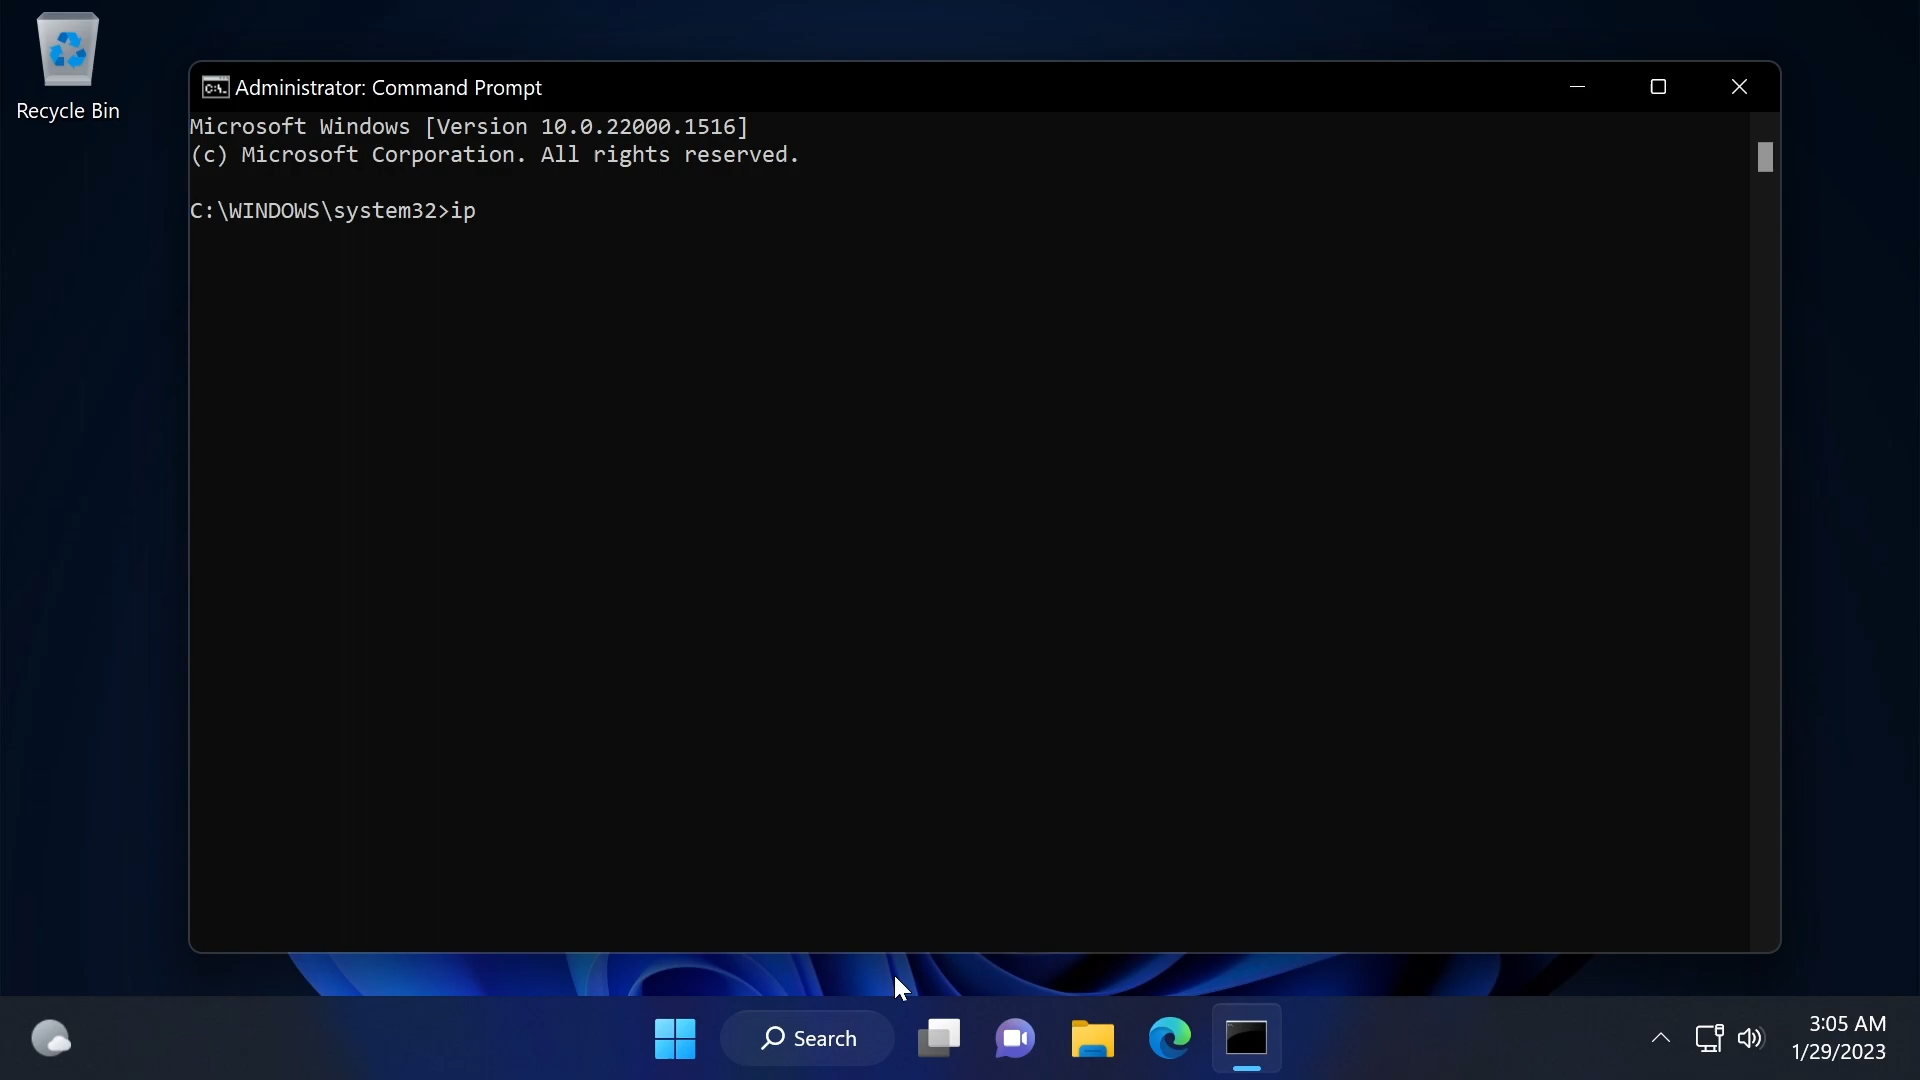 Recycle Bin
Administrator: Command Prompt
Microsoft Windows [Version 10.0.22000.1516]
(c) Microsoft Corporation. All rights reserved.
C:\WINDOWS\system32>ip
Search
3:05 AM
1/29/2023